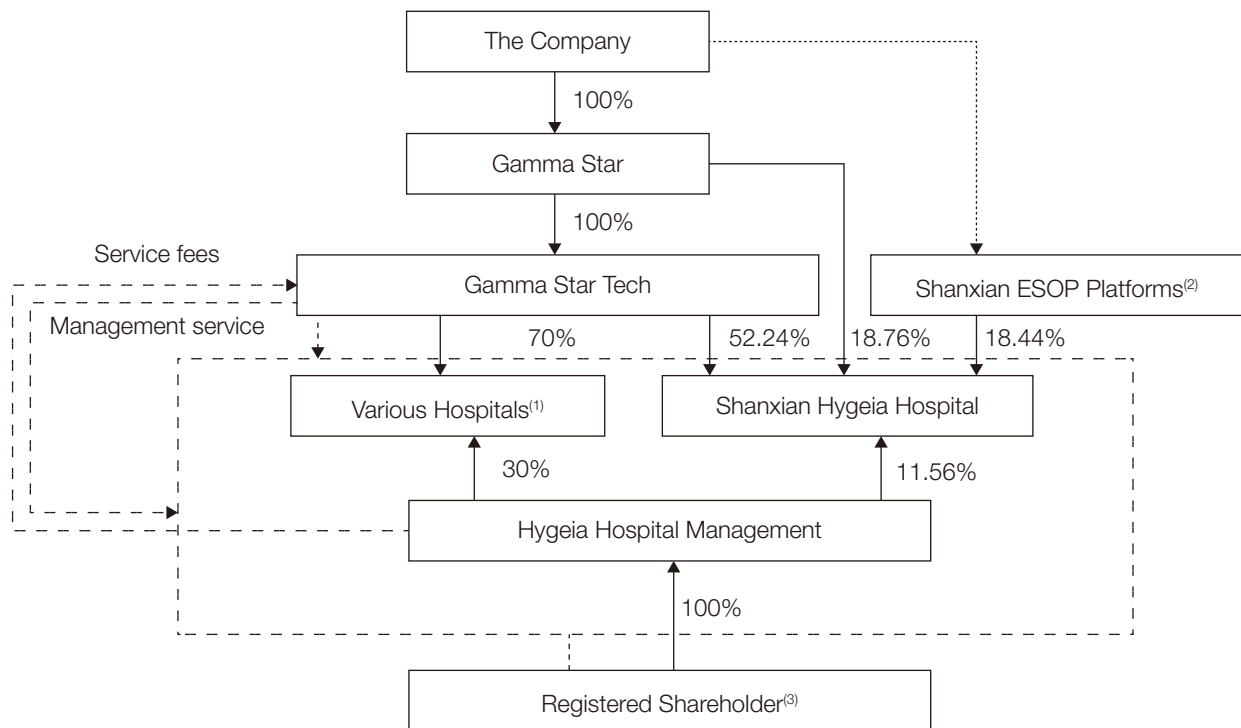 The Company
100%
Gamma Star
100%
Service fees
Gamma Star Tech
Shanxian ESOP Platforms(2)
Management service
70%
52.24%
18.76%
18.44%
Various Hospitals(1)
Shanxian Hygeia Hospital
30%
11.56%
Hygeia Hospital Management
100%
Registered Shareholder(3)